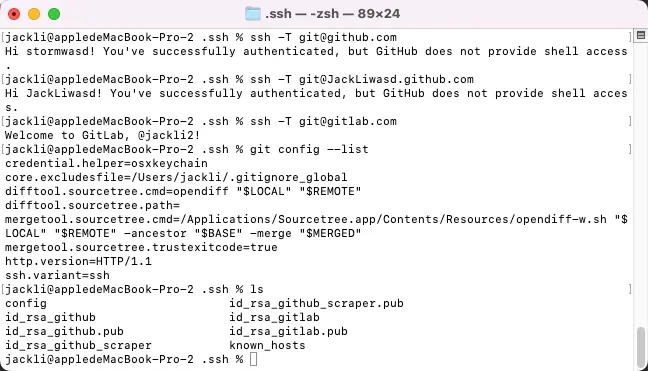 .ssh — -zsh — 89×24
[jackli@appledeMacBook-Pro-2 .ssh % ssh -T git@github.com ]
Hi stormwasd! You've successfully authenticated, but GitHub does not provide shell access
.
[jackli@appledeMacBook-Pro-2 .ssh % ssh -T git@JackLiwasd.github.com ]
Hi JackLiwasd! You've successfully authenticated, but GitHub does not provide shell acces
s.
[jackli@appledeMacBook-Pro-2 .ssh % ssh -T git@gitlab.com ]
Welcome to GitLab, @jackli2!
[jackli@appledeMacBook-Pro-2 .ssh % git config --list ]
credential.helper=osxkeychain
core.excludesfile=/Users/jackli/.gitignore_global
difftool.sourcetree.cmd=opendiff "$LOCAL" "$REMOTE"
difftool.sourcetree.path=
mergetool.sourcetree.cmd=/Applications/Sourcetree.app/Contents/Resources/opendiff-w.sh "$
LOCAL" "$REMOTE" -ancestor "$BASE" -merge "$MERGED"
mergetool.sourcetree.trustexitcode=true
http.version=HTTP/1.1
ssh.variant=ssh
[jackli@appledeMacBook-Pro-2 .ssh % ls ]
config id_rsa_github_scraper.pub
id_rsa_github id_rsa_gitlab
id_rsa_github.pub id_rsa_gitlab.pub
id_rsa_github_scraper known_hosts
jackli@appledeMacBook-Pro-2 .ssh %